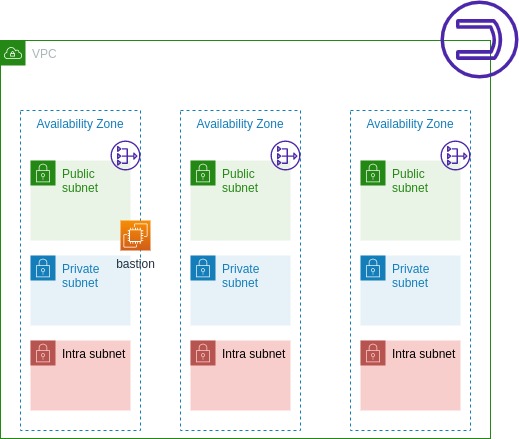 VPC
Availability Zone
Availability Zone
Availability Zone
Public
subnet
Public
subnet
Public
subnet
bastion
Private
subnet
Private
subnet
Private
subnet
Intra subnet
Intra subnet
Intra subnet